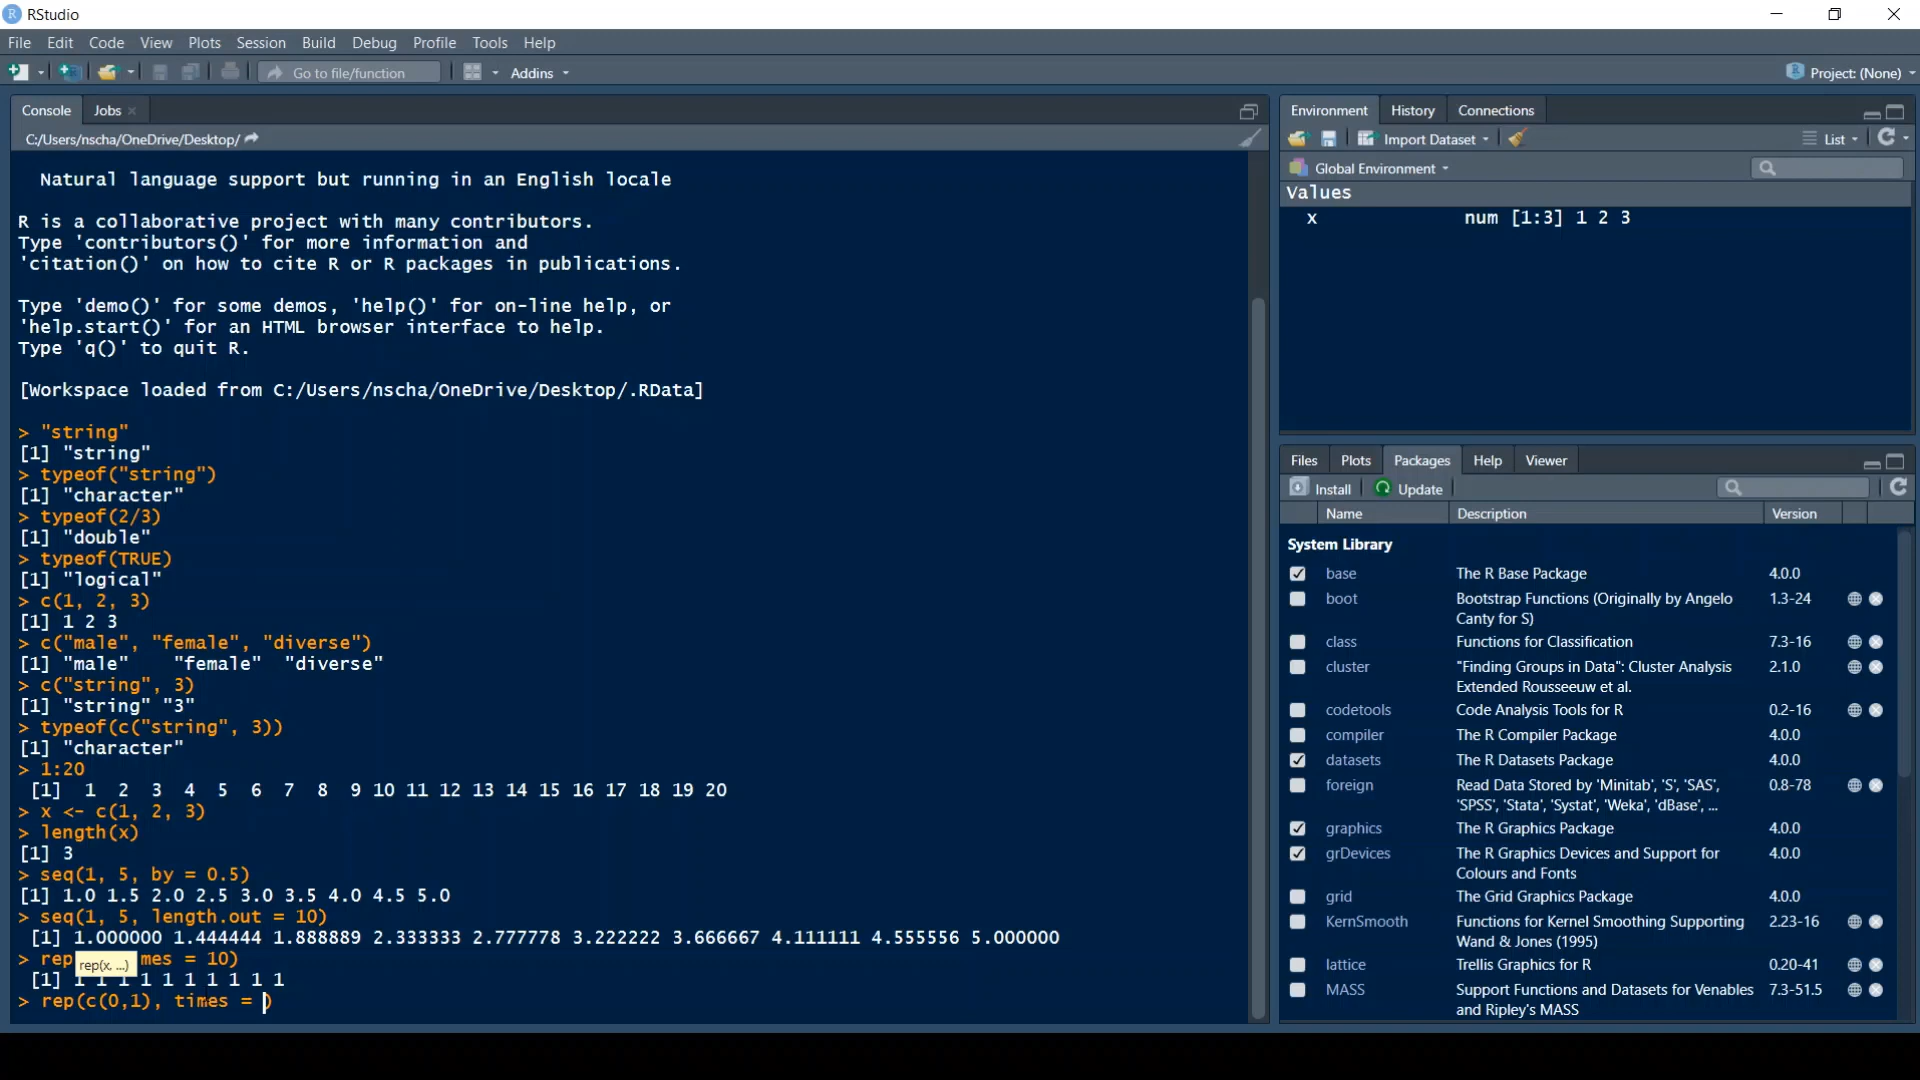 RStudio
File Edit Code View Plots Session Build Debug Profile Tools Help
Go to file/function Addins Project: (None)
Console Jobs
C:/Users/nscha/OneDrive/Desktop/
Natural language support but running in an English locale
R is a collaborative project with many contributors.
Type 'contributors()' for more information and
'citation()' on how to cite R or R packages in publications.
Type 'demo()' for some demos, 'help()' for on-line help, or
'help.start()' for an HTML browser interface to help.
Type 'q()' to quit R.
[Workspace loaded from C:/Users/nscha/OneDrive/Desktop/.RData]
> "string"
[1] "string"
> typeof("string")
[1] "character"
> typeof(2/3)
[1] "double"
> typeof(TRUE)
[1] "logical"
> c(1, 2, 3)
[1] 1 2 3
> c("male", "female", "diverse")
[1] "male" "female" "diverse"
> c("string", 3)
[1] "string" "3"
> typeof(c("string", 3))
[1] "character"
> 1:20
[1] 1 2 3 4 5 6 7 8 9 10 11 12 13 14 15 16 17 18 19 20
> x <- c(1, 2, 3)
> length(x)
[1] 3
> seq(1, 5, by = 0.5)
[1] 1.0 1.5 2.0 2.5 3.0 3.5 4.0 4.5 5.0
> seq(1, 5, length.out = 10)
[1] 1.000000 1.444444 1.888889 2.333333 2.777778 3.222222 3.666667 4.111111 4.555556 5.000000
> rep mes = 10)
rep(x, ...)
[1] 1 1 1 1 1 1 1 1 1 1
> rep(c(0,1), times = )
Environment History Connections
Import Dataset List
Global Environment
Values
x num [1:3] 1 2 3
Files Plots Packages Help Viewer
Install Update
Name Description Version
System Library
base The R Base Package 4.0.0
boot Bootstrap Functions (Originally by Angelo 1.3-24
Canty for S)
class Functions for Classification 7.3-16
cluster "Finding Groups in Data": Cluster Analysis 2.1.0
Extended Rousseeuw et al.
codetools Code Analysis Tools for R 0.2-16
compiler The R Compiler Package 4.0.0
datasets The R Datasets Package 4.0.0
foreign Read Data Stored by 'Minitab', 'S', 'SAS', 0.8-78
'SPSS', 'Stata', 'Systat', 'Weka', 'dBase', ...
graphics The R Graphics Package 4.0.0
grDevices The R Graphics Devices and Support for 4.0.0
Colours and Fonts
grid The Grid Graphics Package 4.0.0
KernSmooth Functions for Kernel Smoothing Supporting 2.23-16
Wand & Jones (1995)
lattice Trellis Graphics for R 0.20-41
MASS Support Functions and Datasets for Venables 7.3-51.5
and Ripley's MASS